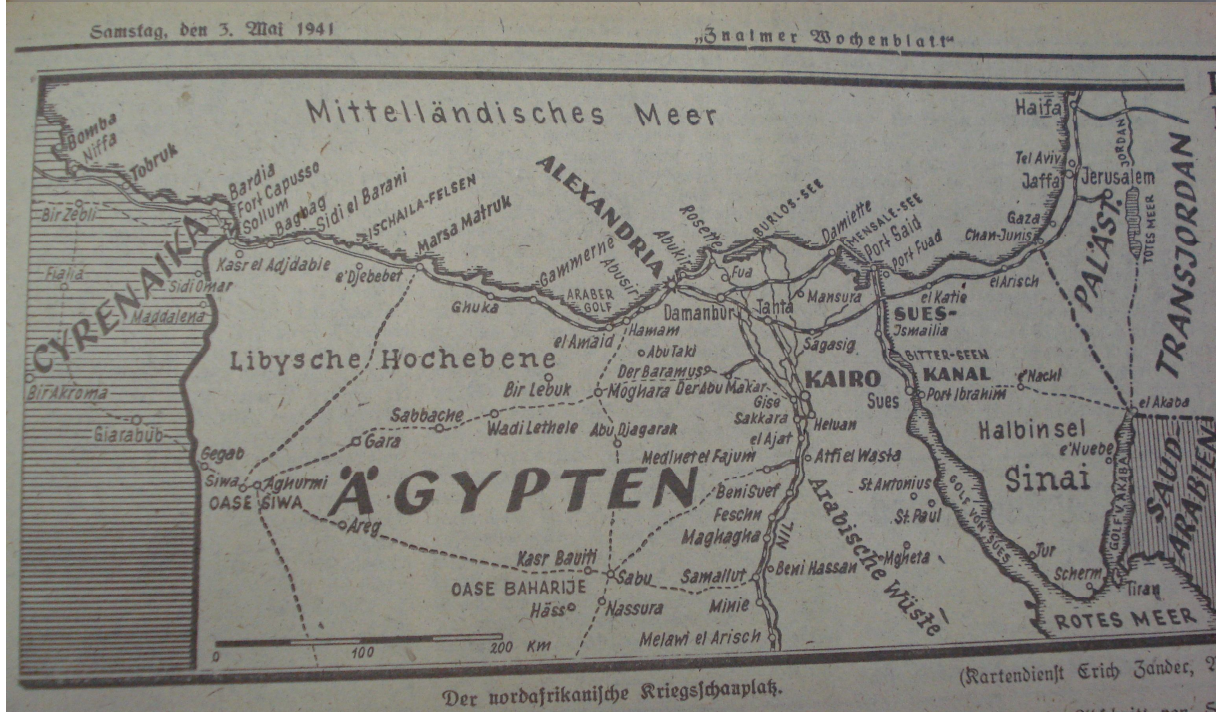 Samstag, den 3. Mai 1941
„Znaimer Wochenblatt“
Mittelländisches Meer
Bomba
Niffa
Tobruk
Bardia
Fort Capusso
Sollum
Bagbag
Sidi el Barani
ISCHAILA-FELSEN
Marsa Matruk
ALEXANDRIA
Gammerne
Abusir
ARABER
GOLF
Abukir
Rosette
BURLOS-SEE
Damiette
MENSALE-SEE
Port Said
Port Fuad
Haifa
Tel Aviv
Jaffa
Jerusalem
JORDAN
TOTES MEER
Gaza
Chan-Junis
el Arisch
el Katie
PALÄST.
TRANSJORDAN
Bir Zebli
CYRENAIKA
Fialia
Sidi Omar
Maddalena
Kasr el Adjdabie
e'Djebebet
Ghuka
el Amaid
Hamam
Damanbur
Fua
Tanta
Mansura
Sagasig
SUES-
Ismailia
BITTER-SEEN
KANAL
Port Ibrahim
Sues
e'Nachl
el Akaba
Libysche Hochebene
Abu Taki
Der Baramus
Der Abu Makar
Moghara
Bir Lebuk
KAIRO
Gise
Sakkara
Heluan
el Ajat
Bir Akroma
Giarabub
Sabbache
Gara
Wadi Lethele
Abu Djagarak
Medinet el Fajum
Atfi el Wasta
Halbinsel
Sinai
e'Nuebe
GOLF V. AKABA
SAUD-
ARABIEN
Gegab
Siwa
Aghurmi
OASE SIWA
ÄGYPTEN
Areg
Beni Suef
Feschn
Maghagha
NIL
Arabische Wüste
St. Antonius
St. Paul
GOLF VON SUES
Mgheta
Tur
Scherm
Tiran
ROTES MEER
Kasr Bauiti
OASE BAHARIJE
Sabu
Samallut
Beni Hassan
Häss
Nassura
Minie
Melawi el Arisch
0 100 200 Km
Der nordafrikanische Kriegsschauplatz.
(Kartendienst Erich Zander,